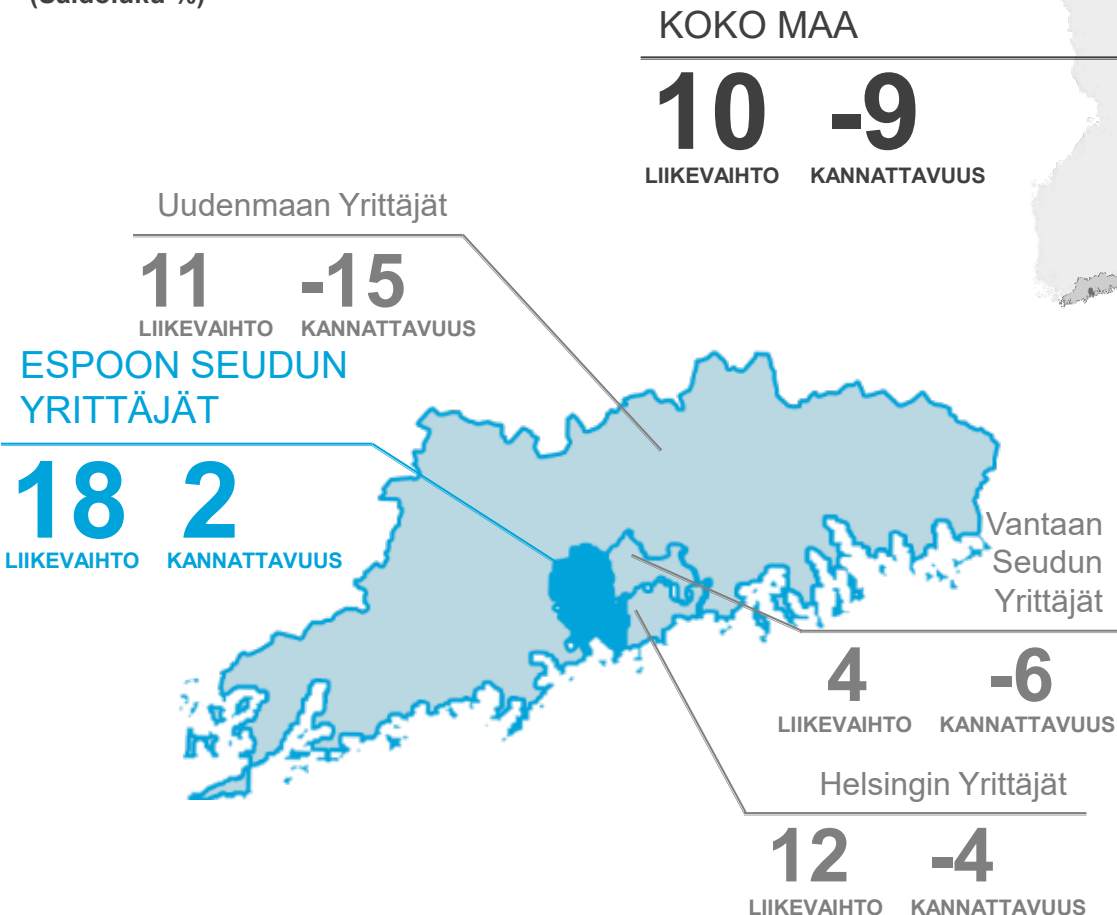 (Saldoluku %)
KOKO MAA
10 -9
LIIKEVAIHTO KANNATTAVUUS
Uudenmaan Yrittäjät
11 -15
LIIKEVAIHTO KANNATTAVUUS
ESPOON SEUDUN
YRITTÄJÄT
18 2
LIIKEVAIHTO KANNATTAVUUS
Vantaan
Seudun
Yrittäjät
4 -6
LIIKEVAIHTO KANNATTAVUUS
Helsingin Yrittäjät
12 -4
LIIKEVAIHTO KANNATTAVUUS